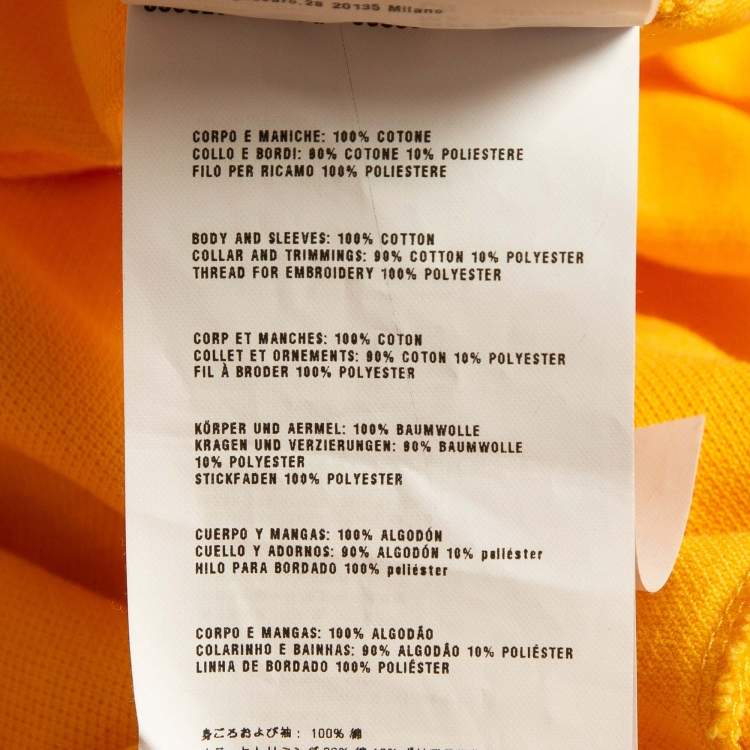 20135 Milano
CORPO E MANICHE: 100% COTONE
COLLO E BORDI: 90% COTONE 10% POLIESTERE
FILO PER RICAMO 100% POLIESTERE
BODY AND SLEEVES: 100% COTTON
COLLAR AND TRIMMINGS: 90% COTTON 10% POLYESTER
THREAD FOR EMBROIDERY 100% POLYESTER
CORP ET MANCHES: 100% COTON
COLLET ET ORNEMENTS: 90% COTON 10% POLYESTER
FIL À BRODER 100% POLYESTER
KÖRPER UND AERMEL: 100% BAUMWOLLE
KRAGEN UND VERZIERUNGEN: 90% BAUMWOLLE
10% POLYESTER
STICKFADEN 100% POLYESTER
CUERPO Y MANGAS: 100% ALGODÓN
CUELLO Y ADORNOS: 90% ALGODÓN 10% poliéster
HILO PARA BORDADO 100% poliéster
CORPO E MANGAS: 100% ALGODÃO
COLARINHO E BAINHAS: 90% ALGODÃO 10% POLIÉSTER
LINHA DE BORDADO 100% POLIÉSTER
身ごろおよび袖: 100% 綿